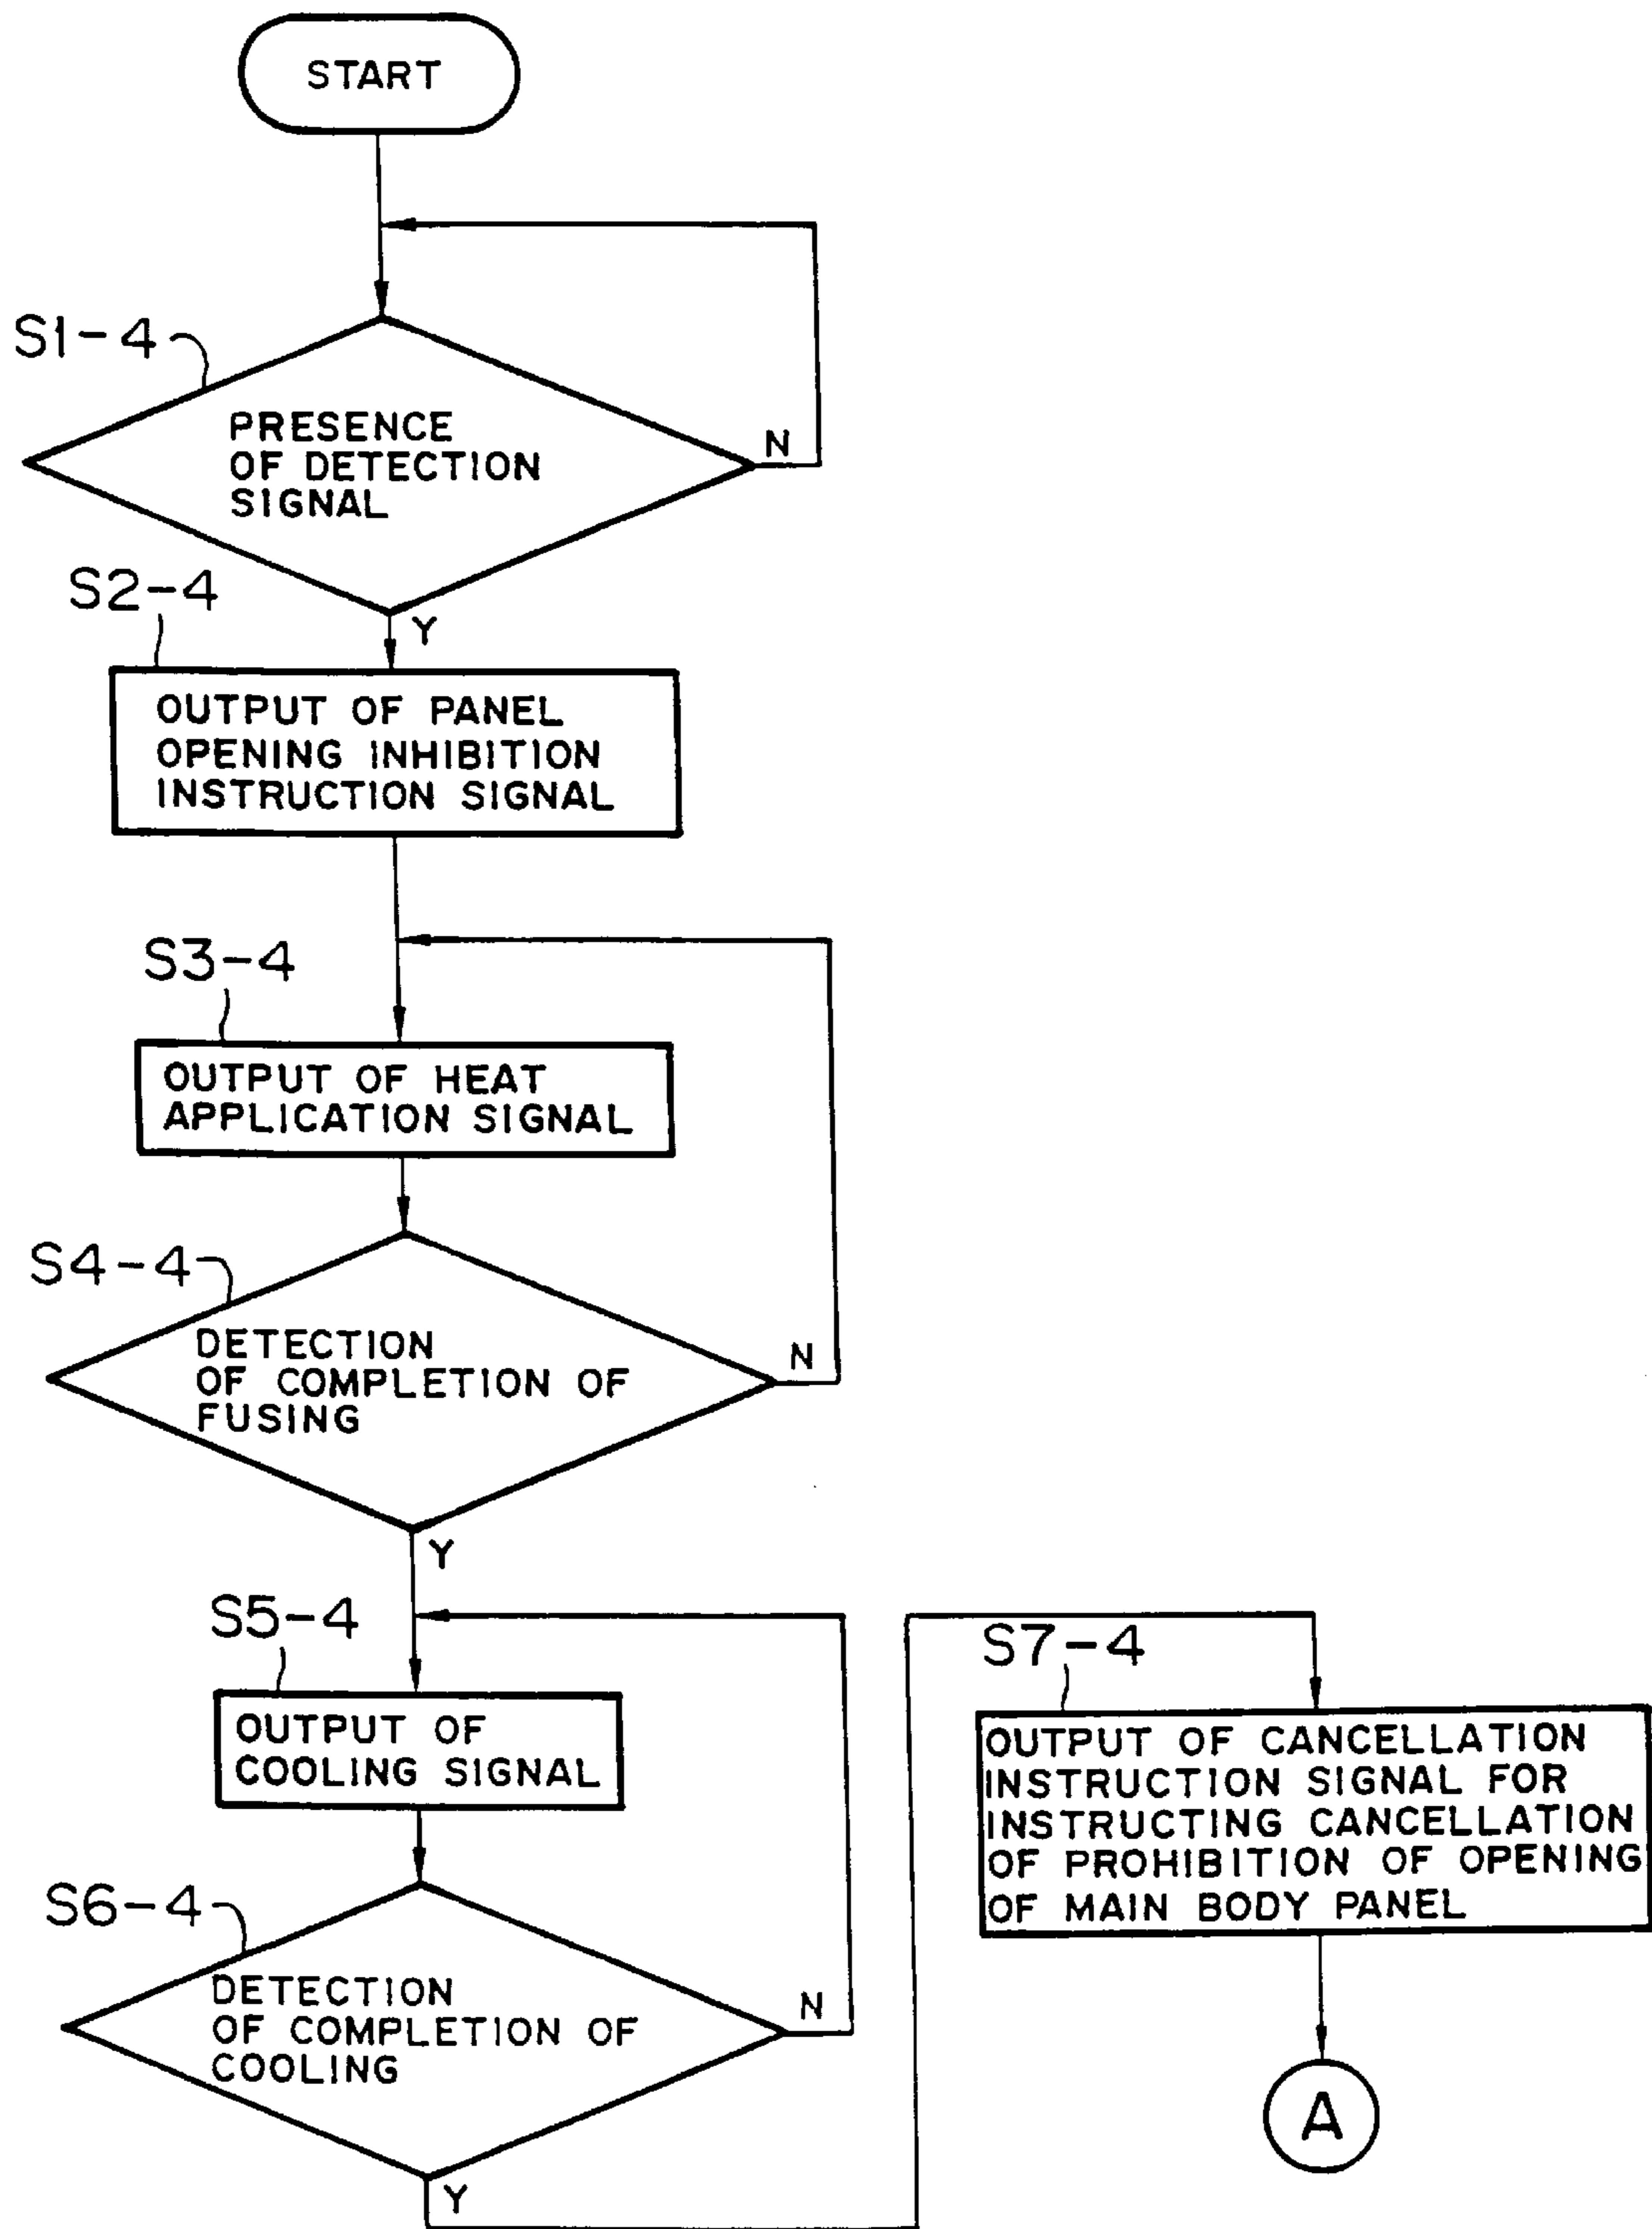 START
S1-4
PRESENCE
OF DETECTION
SIGNAL
N
Y
S2-4
OUTPUT OF PANEL
OPENING INHIBITION
INSTRUCTION SIGNAL
S3-4
OUTPUT OF HEAT
APPLICATION SIGNAL
S4-4
DETECTION
OF COMPLETION OF
FUSING
N
Y
S5-4
OUTPUT OF
COOLING SIGNAL
S6-4
DETECTION
OF COMPLETION OF
COOLING
N
Y
S7-4
OUTPUT OF CANCELLATION
INSTRUCTION SIGNAL FOR
INSTRUCTING CANCELLATION
OF PROHIBITION OF OPENING
OF MAIN BODY PANEL
A